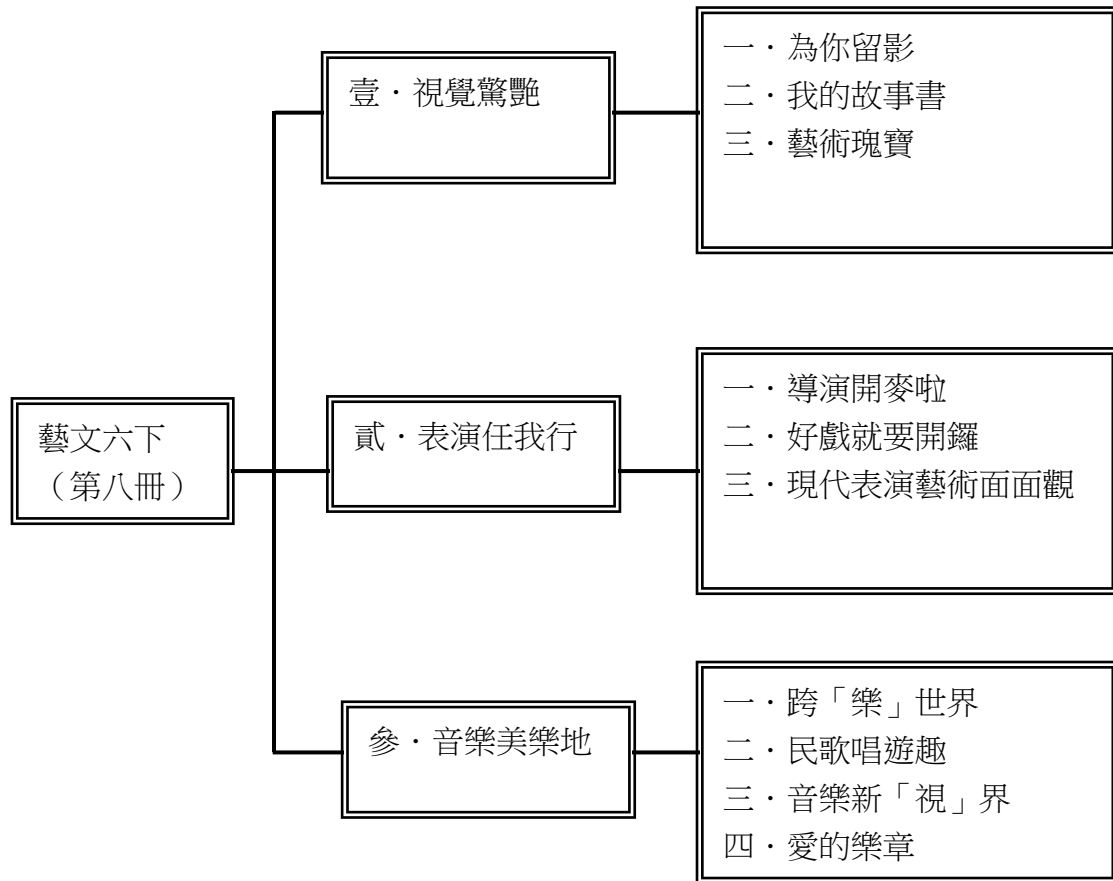 藝文六下
（第八冊）
壹．視覺驚艷
一．為你留影
二．我的故事書
三．藝術瑰寶
貳．表演任我行
一．導演開麥啦
二．好戲就要開鑼
三．現代表演藝術面面觀
參．音樂美樂地
一．跨「樂」世界
二．民歌唱遊趣
三．音樂新「視」界
四．愛的樂章